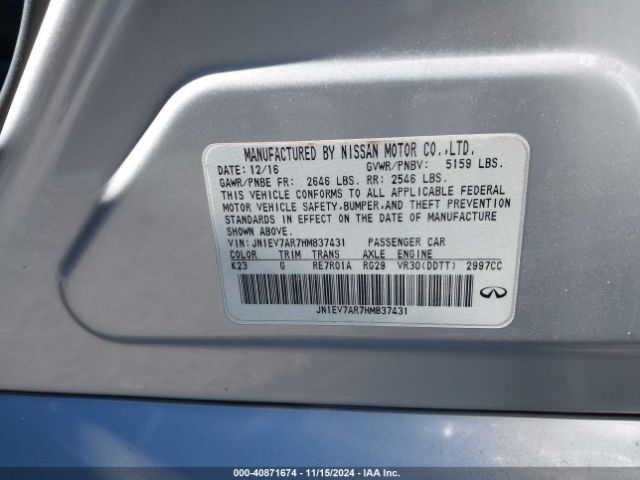 MANUFACTURED BY NISSAN MOTOR CO.,LTD.
DATE: 12/16 GVWR/PNBV: 5159 LBS.
GAWR/PNBE FR: 2646 LBS. RR: 2546 LBS.
THIS VEHICLE CONFORMS TO ALL APPLICABLE FEDERAL
MOTOR VEHICLE SAFETY,BUMPER,AND THEFT PREVENTION
STANDARDS IN EFFECT ON THE DATE OF MANUFACTURE
SHOWN ABOVE.
VIN: JN1EV7AR7HM837431 PASSENGER CAR
COLOR TRIM TRANS AXLE ENGINE
K23 G RE7R01A RG29 VR30(DDTT) 2997CC
JN1EV7AR7HM837431
00-40871674 | 11/15/2024 | IAA Inc.